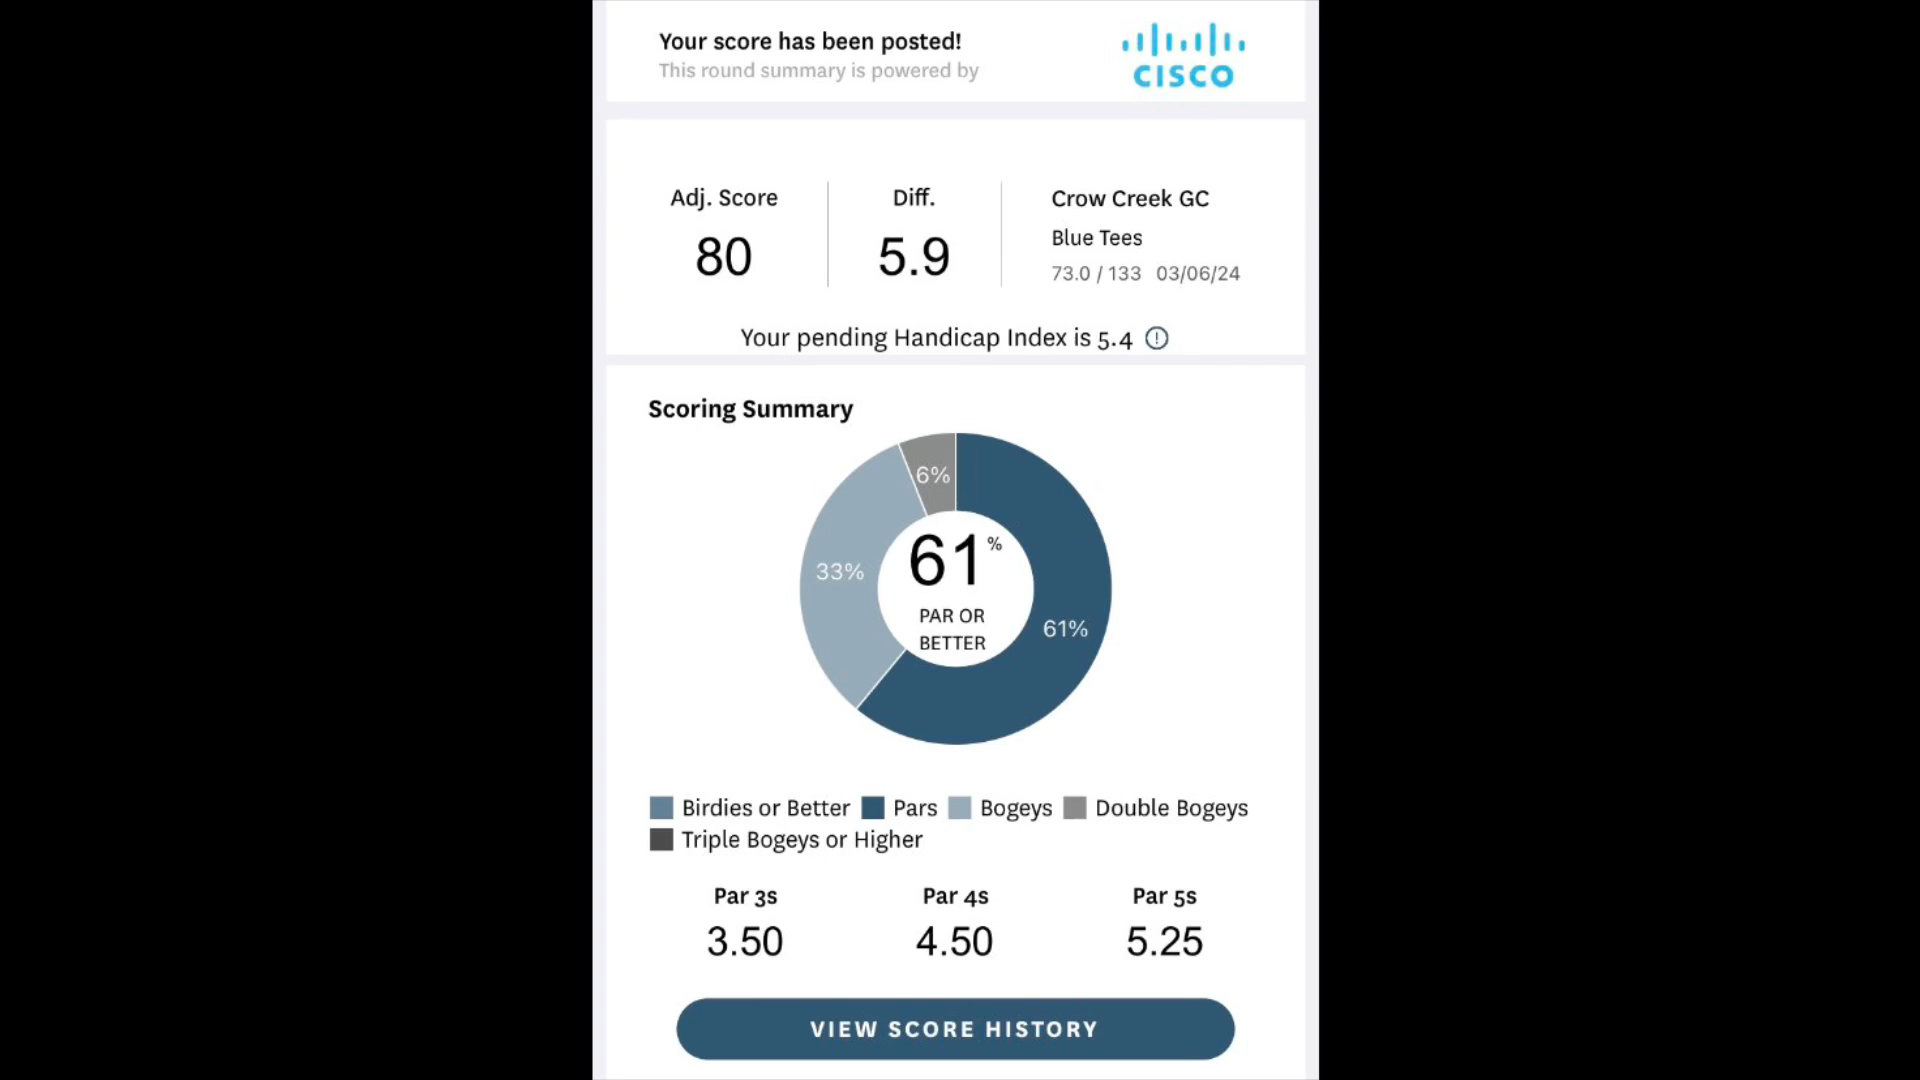 Your score has been posted!
This round summary is powered by
CISCO
Adj. Score
80
Diff.
5.9
Crow Creek GC
Blue Tees
73.0 / 133 03/06/24
Your pending Handicap Index is 5.4
Scoring Summary
6%
33%
61%
61%
PAR OR
BETTER
Birdies or Better Pars Bogeys Double Bogeys
Triple Bogeys or Higher
Par 3s
3.50
Par 4s
4.50
Par 5s
5.25
VIEW SCORE HISTORY